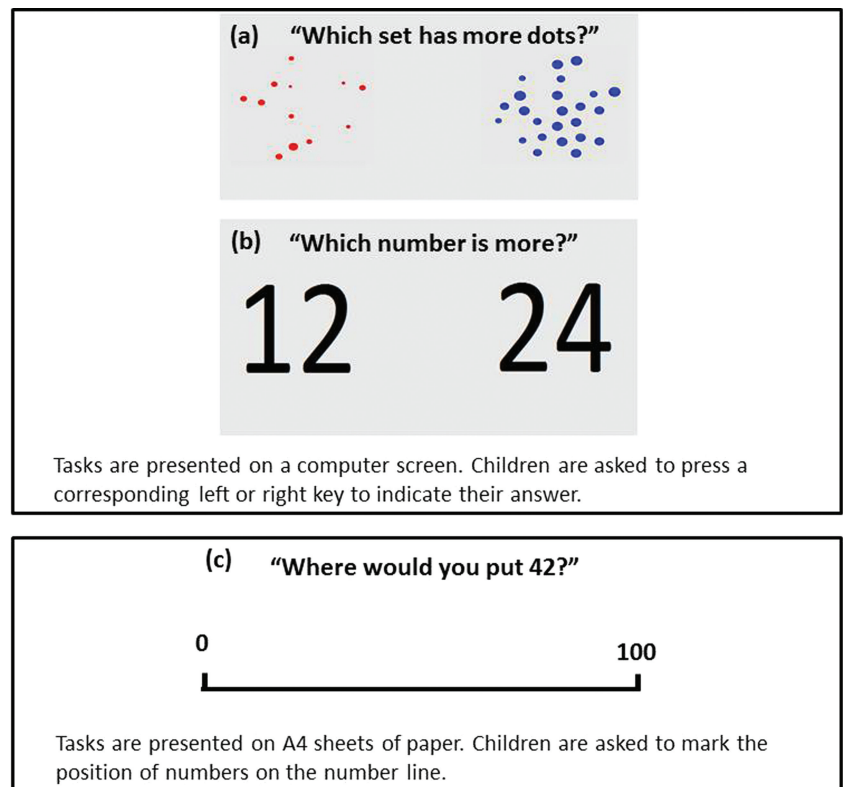 (a) “Which set has more dots?”
(b) “Which number is more?”
12 24
Tasks are presented on a computer screen. Children are asked to press a
corresponding left or right key to indicate their answer.
(c) “Where would you put 42?”
0
100
Tasks are presented on A4 sheets of paper. Children are asked to mark the
position of numbers on the number line.